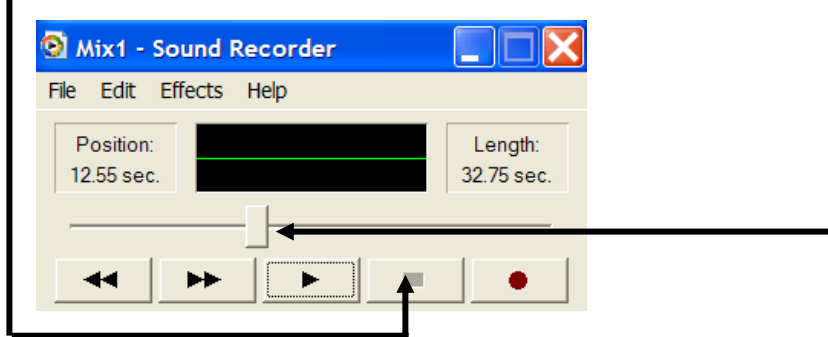 Mix1 - Sound Recorder
File Edit Effects Help
Position:
12.55 sec.
Length:
32.75 sec.